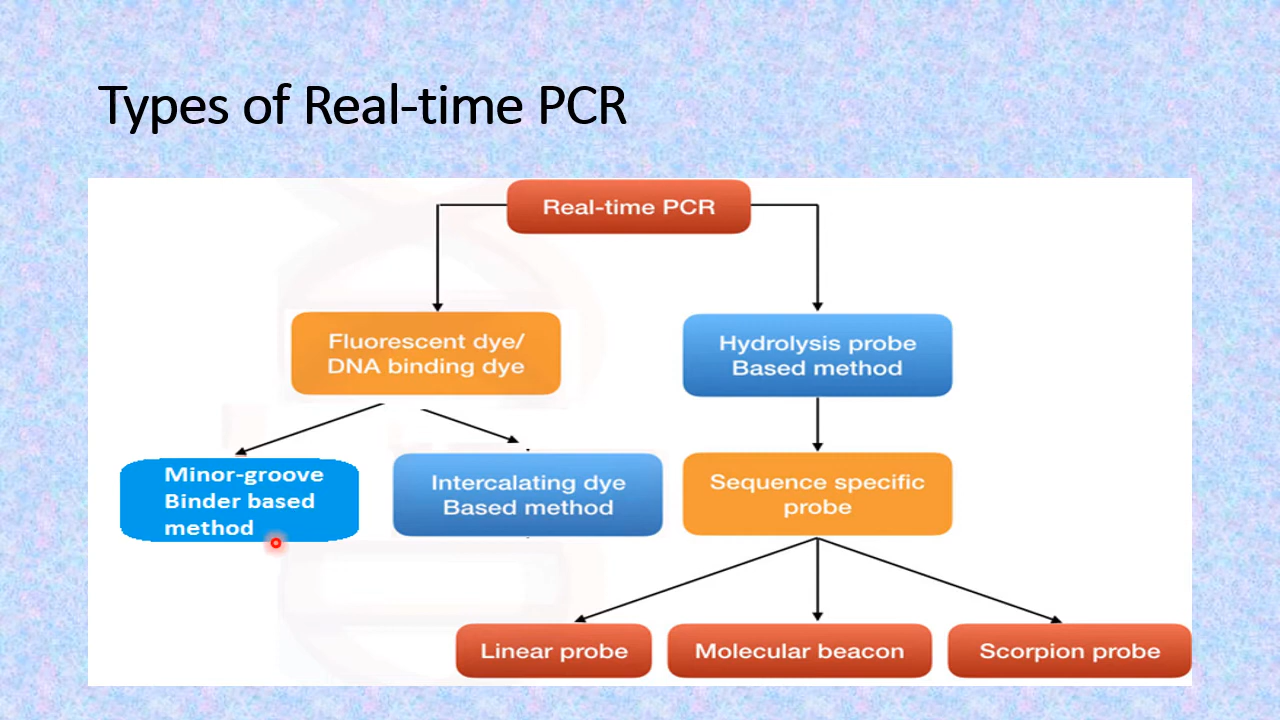 Types of Real-time PCR
Real-time PCR
Fluorescent dye/
DNA binding dye
Hydrolysis probe
Based method
Minor-groove
Binder based
method
Intercalating dye
Based method
Sequence specific
probe
Linear probe
Molecular beacon
Scorpion probe